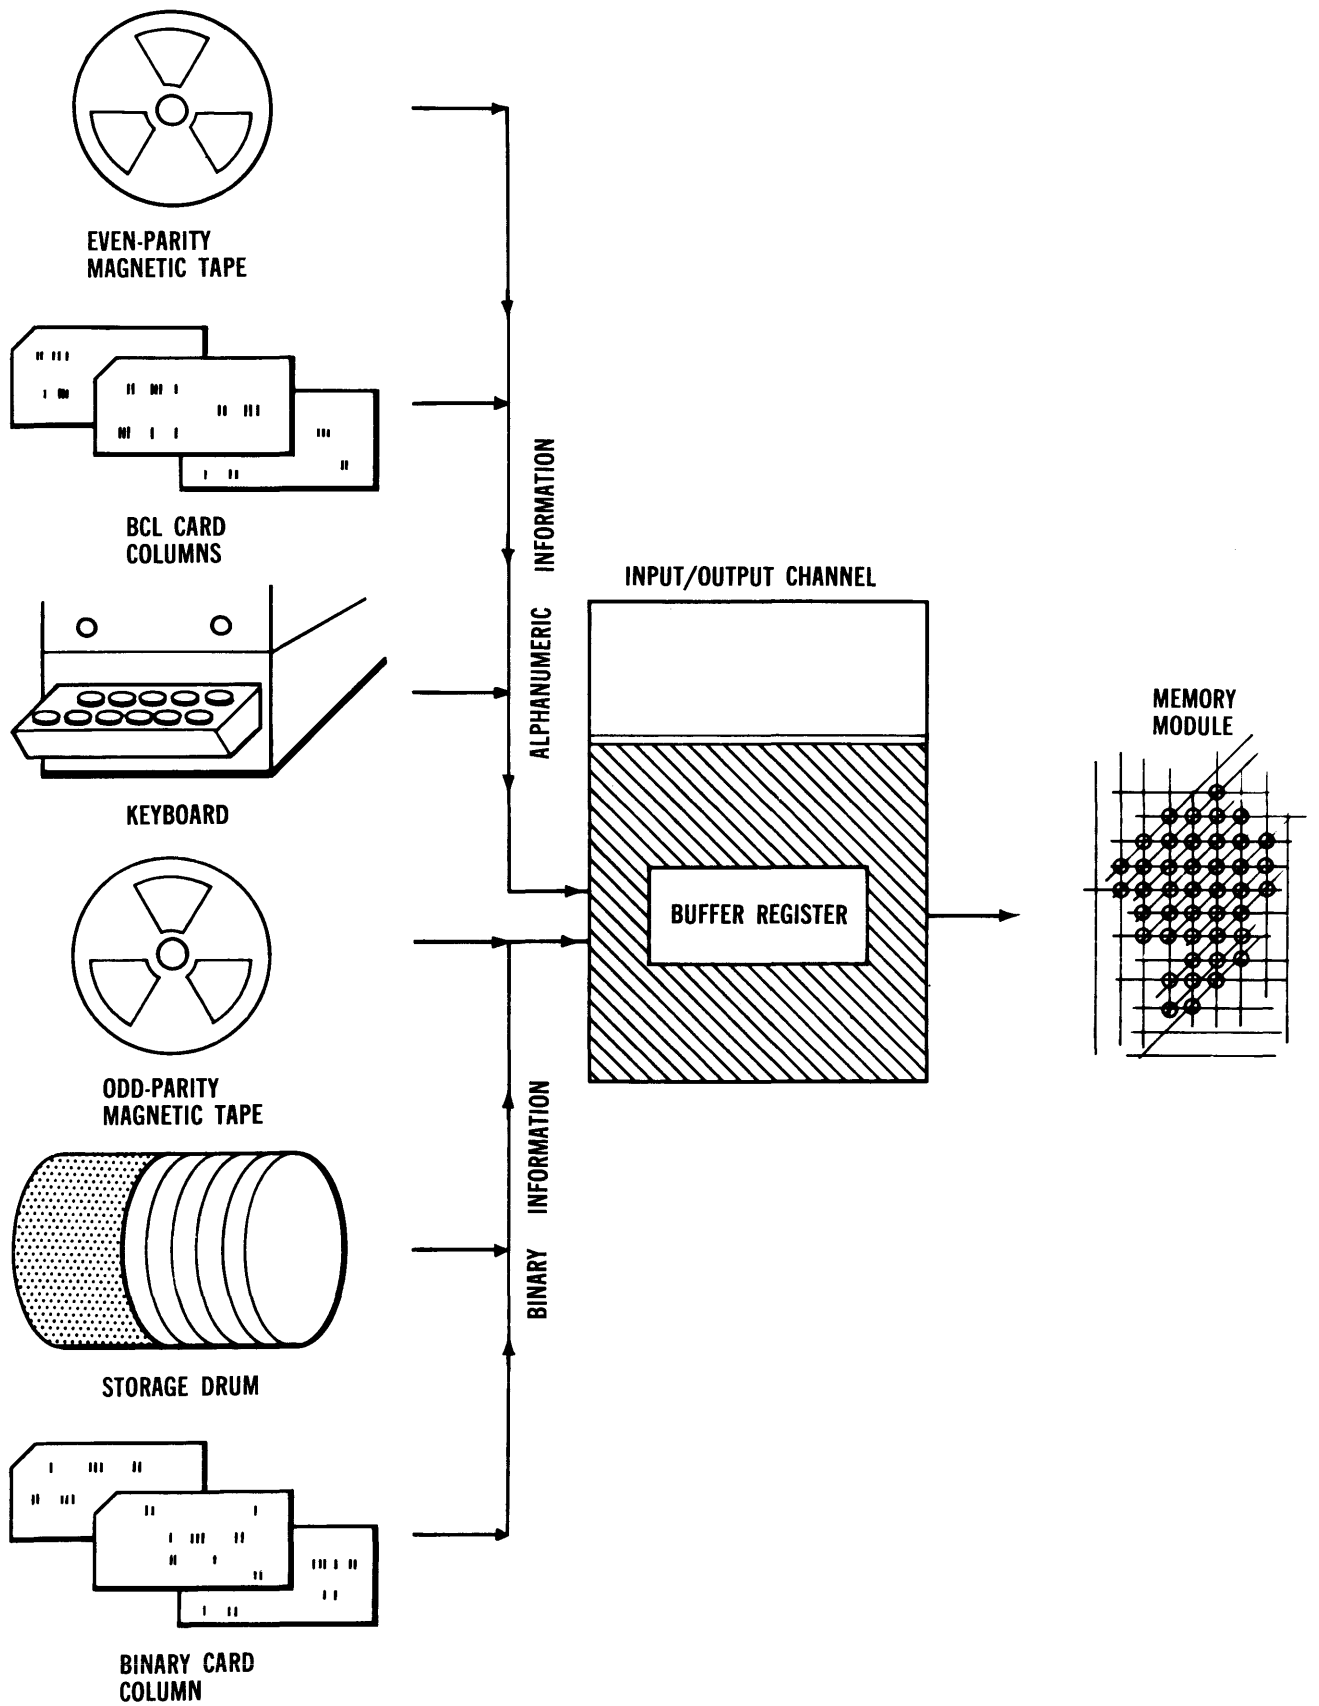 EVEN-PARITY
MAGNETIC TAPE
BCL CARD
COLUMNS
KEYBOARD
ODD-PARITY
MAGNETIC TAPE
STORAGE DRUM
BINARY CARD
COLUMN
ALPHANUMERIC INFORMATION
BINARY INFORMATION
INPUT/OUTPUT CHANNEL
BUFFER REGISTER
MEMORY
MODULE